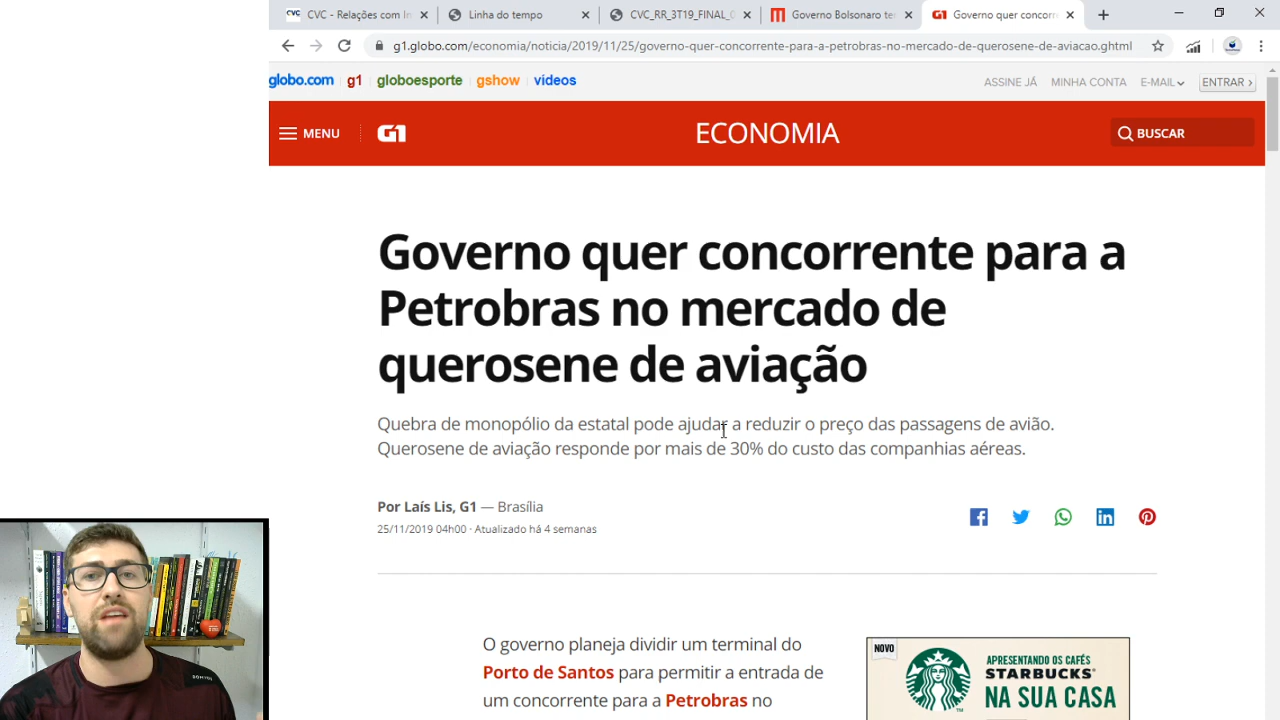 CVC - Relações com In
Linha do tempo
CVC_RR_3T19_FINAL_0
Governo Bolsonaro te
G1 Governo quer concorr
g1.globo.com/economia/noticia/2019/11/25/governo-quer-concorrente-para-a-petrobras-no-mercado-de-querosene-de-aviacao.ghtml
globo.com g1 globoesporte gshow videos
ASSINE JÁ MINHA CONTA E-MAIL ENTRAR
MENU G1 ECONOMIA BUSCAR
Governo quer concorrente para a
Petrobras no mercado de
querosene de aviação
Quebra de monopólio da estatal pode ajudar a reduzir o preço das passagens de avião.
Querosene de aviação responde por mais de 30% do custo das companhias aéreas.
Por Laís Lis, G1 — Brasília
25/11/2019 04h00 · Atualizado há 4 semanas
O governo planeja dividir um terminal do
Porto de Santos para permitir a entrada de
um concorrente para a Petrobras no
NOVO
APRESENTANDO OS CAFÉS
STARBUCKS
NA SUA CASA